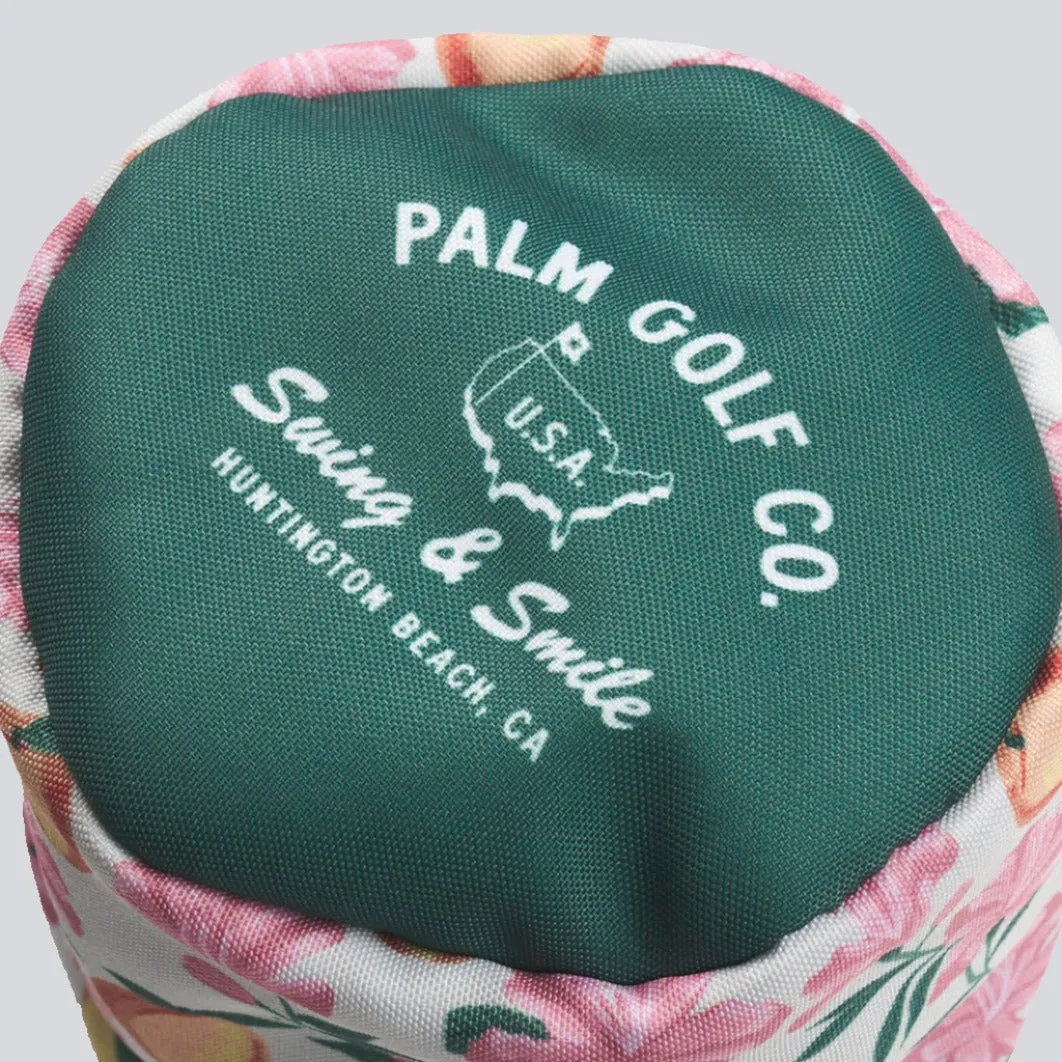 PALM GOLF CO.
U.S.A.
Swing & Smile
HUNTINGTON BEACH, CA